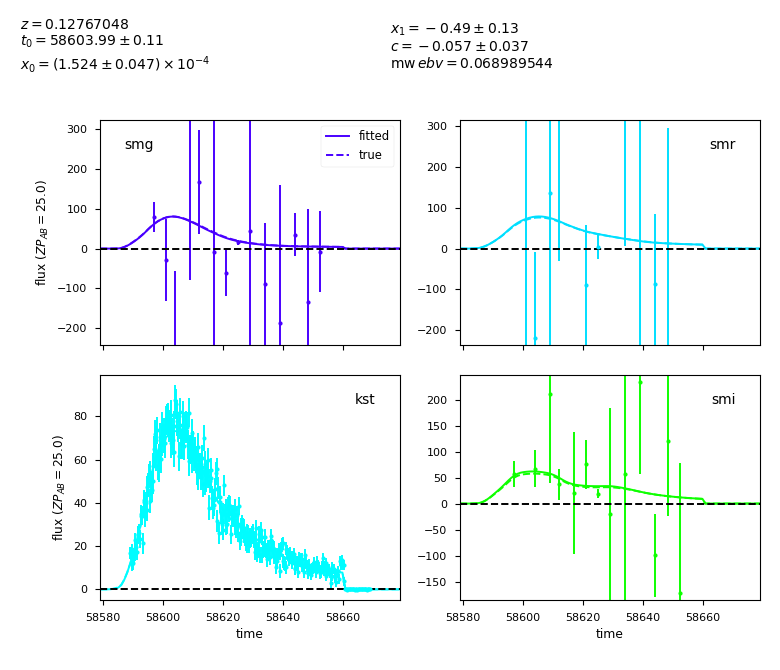 z = 0.12767048
t₀ = 58603.99 ± 0.11
x₀ = (1.524 ± 0.047) × 10⁻⁴
x₁ = −0.49 ± 0.13
c = −0.057 ± 0.037
mw ebv = 0.068989544
smg
fitted
true
300
200
100
0
−100
−200
flux (ZP_AB = 25.0)
smr
300
200
100
0
−100
−200
kst
80
60
40
20
0
flux (ZP_AB = 25.0)
58580 58600 58620 58640 58660
time
smi
200
150
100
50
0
−50
−100
−150
58580 58600 58620 58640 58660
time